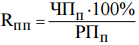 Rпп = ЧПп · 100% / РПп